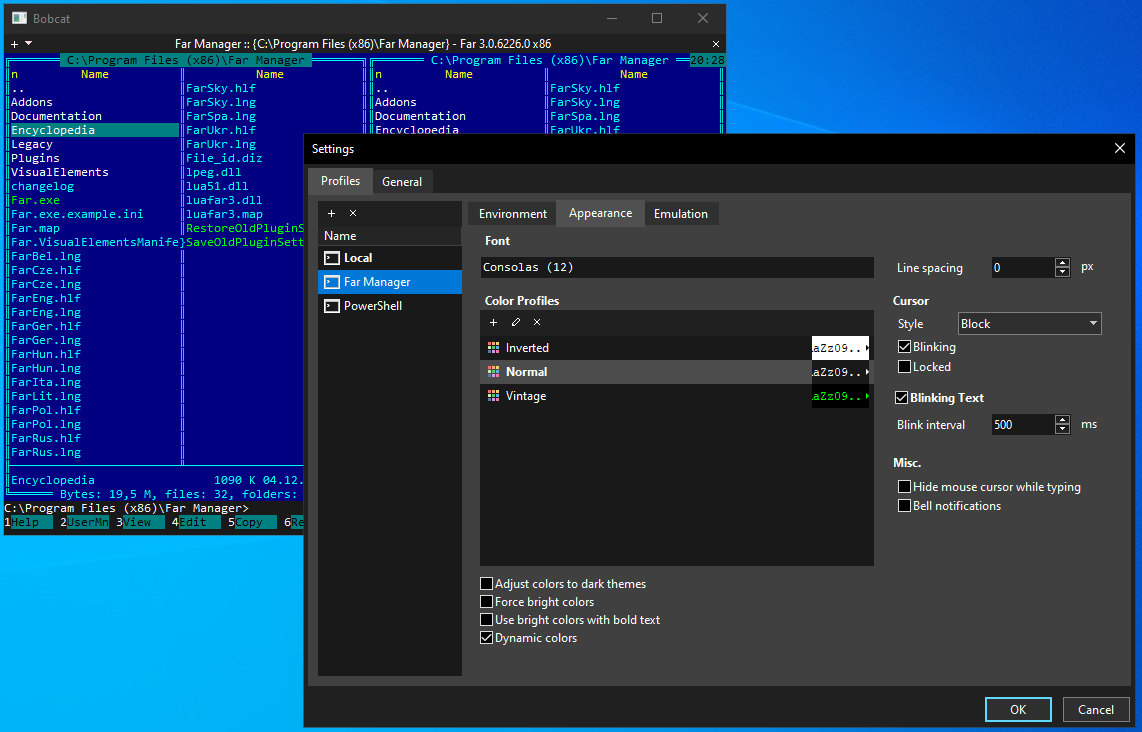 Bobcat
Far Manager :: {C:\Program Files (x86)\Far Manager} - Far 3.0.6226.0 x86
C:\Program Files (x86)\Far Manager
n Name Name
..
Addons
Documentation
Encyclopedia
Legacy
Plugins
VisualElements
changelog
Far.exe
Far.exe.example.ini
Far.map
Far.VisualElementsManife}
FarBel.lng
FarCze.hlf
FarCze.lng
FarEng.hlf
FarEng.lng
FarGer.hlf
FarGer.lng
FarHun.hlf
FarHun.lng
FarIta.lng
FarLit.lng
FarPol.hlf
FarPol.lng
FarRus.hlf
FarRus.lng
FarSky.hlf
FarSky.lng
FarSpa.lng
FarUkr.hlf
FarUkr.lng
File_id.diz
lpeg.dll
lua51.dll
luafar3.dll
luafar3.map
RestoreOldPluginS
SaveOldPluginSett
Encyclopedia 1090 K 04.12.
Bytes: 19,5 M, files: 32, folders:
C:\Program Files (x86)\Far Manager 20:28
n Name Name
..
Addons
Documentation
Encyclopedia
FarSky.hlf
FarSky.lng
FarSpa.lng
FarUkr.hlf
C:\Program Files (x86)\Far Manager>
1Help 2UserMn 3View 4Edit 5Copy 6Re
Settings
Profiles General
Name
Local
Far Manager
PowerShell
Environment Appearance Emulation
Font
Consolas (12)
Color Profiles
Inverted aZz09..
Normal aZz09..
Vintage aZz09..
Adjust colors to dark themes
Force bright colors
Use bright colors with bold text
Dynamic colors
Line spacing 0 px
Cursor
Style Block
Blinking
Locked
Blinking Text
Blink interval 500 ms
Misc.
Hide mouse cursor while typing
Bell notifications
OK Cancel